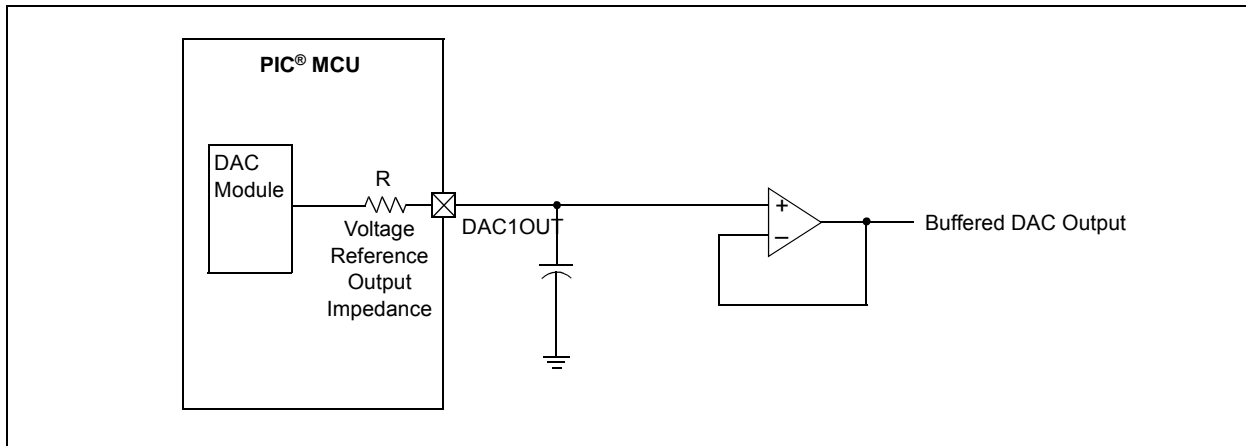 PIC® MCU
DAC
Module
R
Voltage
Reference
Output
Impedance
DAC1OUT
+
−
Buffered DAC Output